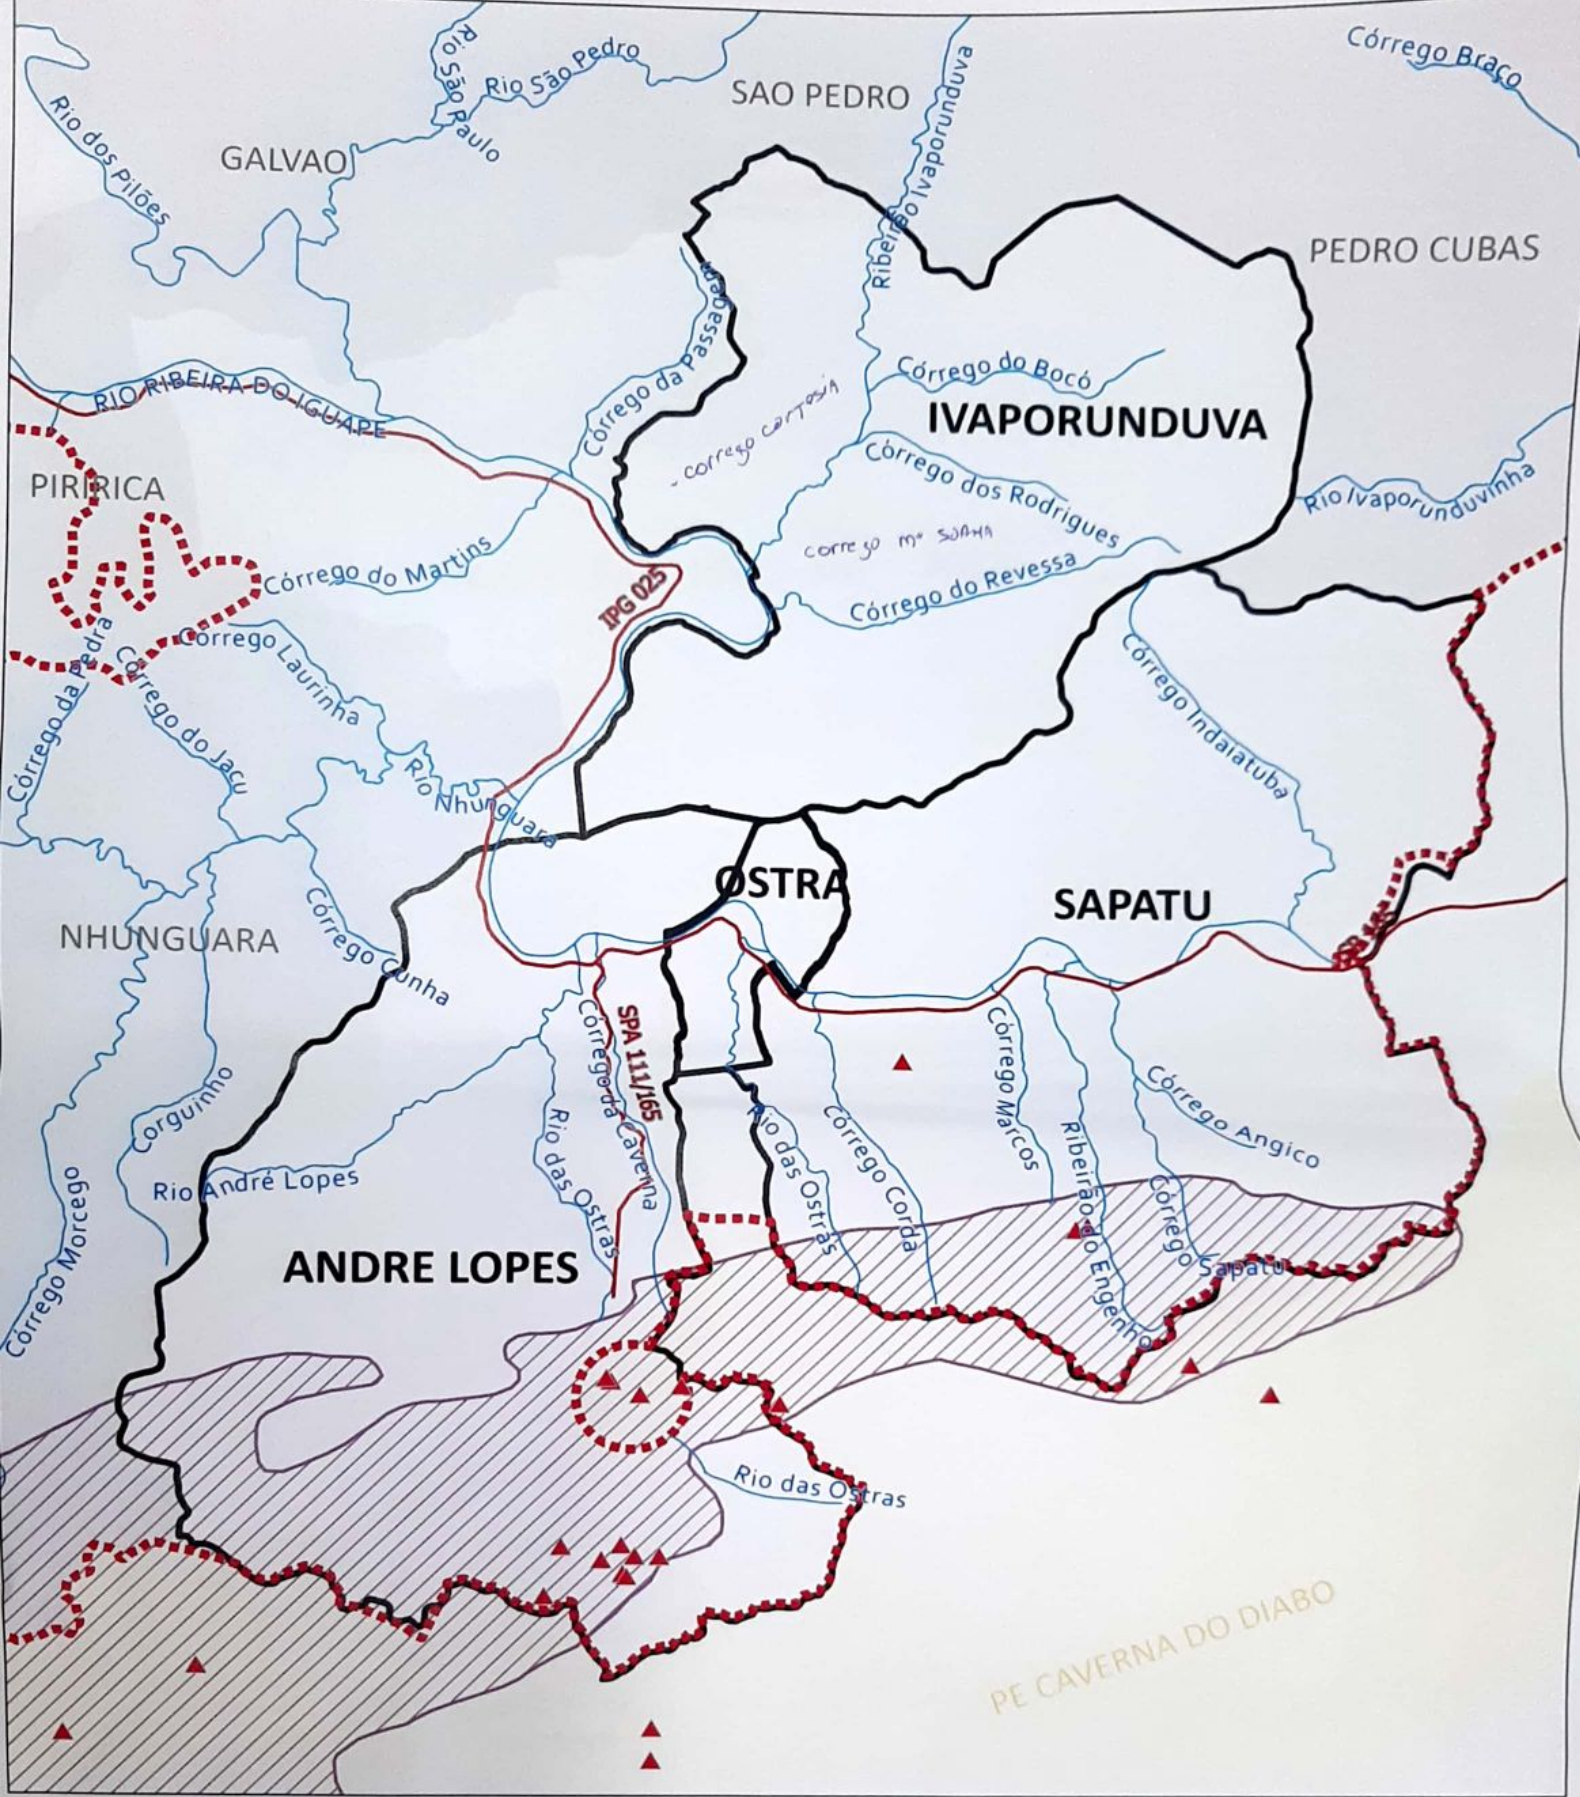 Córrego Braço
Rio São Paulo
Rio São Pedro
SAO PEDRO
Ribeirão Ivaporunduva
Rio dos Pilões
GALVAO
PEDRO CUBAS
Córrego da Passagem
RIO RIBEIRA DO IGUAPE
Córrego do Bocó
- corrego
IVAPORUNDUVA
PIRIRICA
Córrego dos Rodrigues
Rio Ivaporunduvinha
corrego
Córrego do Martins
Córrego do Revessa
IPG 025
Córrego da Pedra
Córrego Laurinha
Córrego do Jacu
Córrego Indaiatuba
Rio Nhunguara
OSTRA
SAPATU
NHUNGUARA
Córrego Cunha
Córrego da Caverna
SPA 111/165
Córrego Marcos
Corguinho
Córrego Angico
Rio das Ostras
Rio das Ostras
Córrego Corda
Ribeirão do Engenho
Córrego Sapatu
Rio André Lopes
Córrego Morcego
ANDRE LOPES
Rio das Ostras
PE CAVERNA DO DIABO